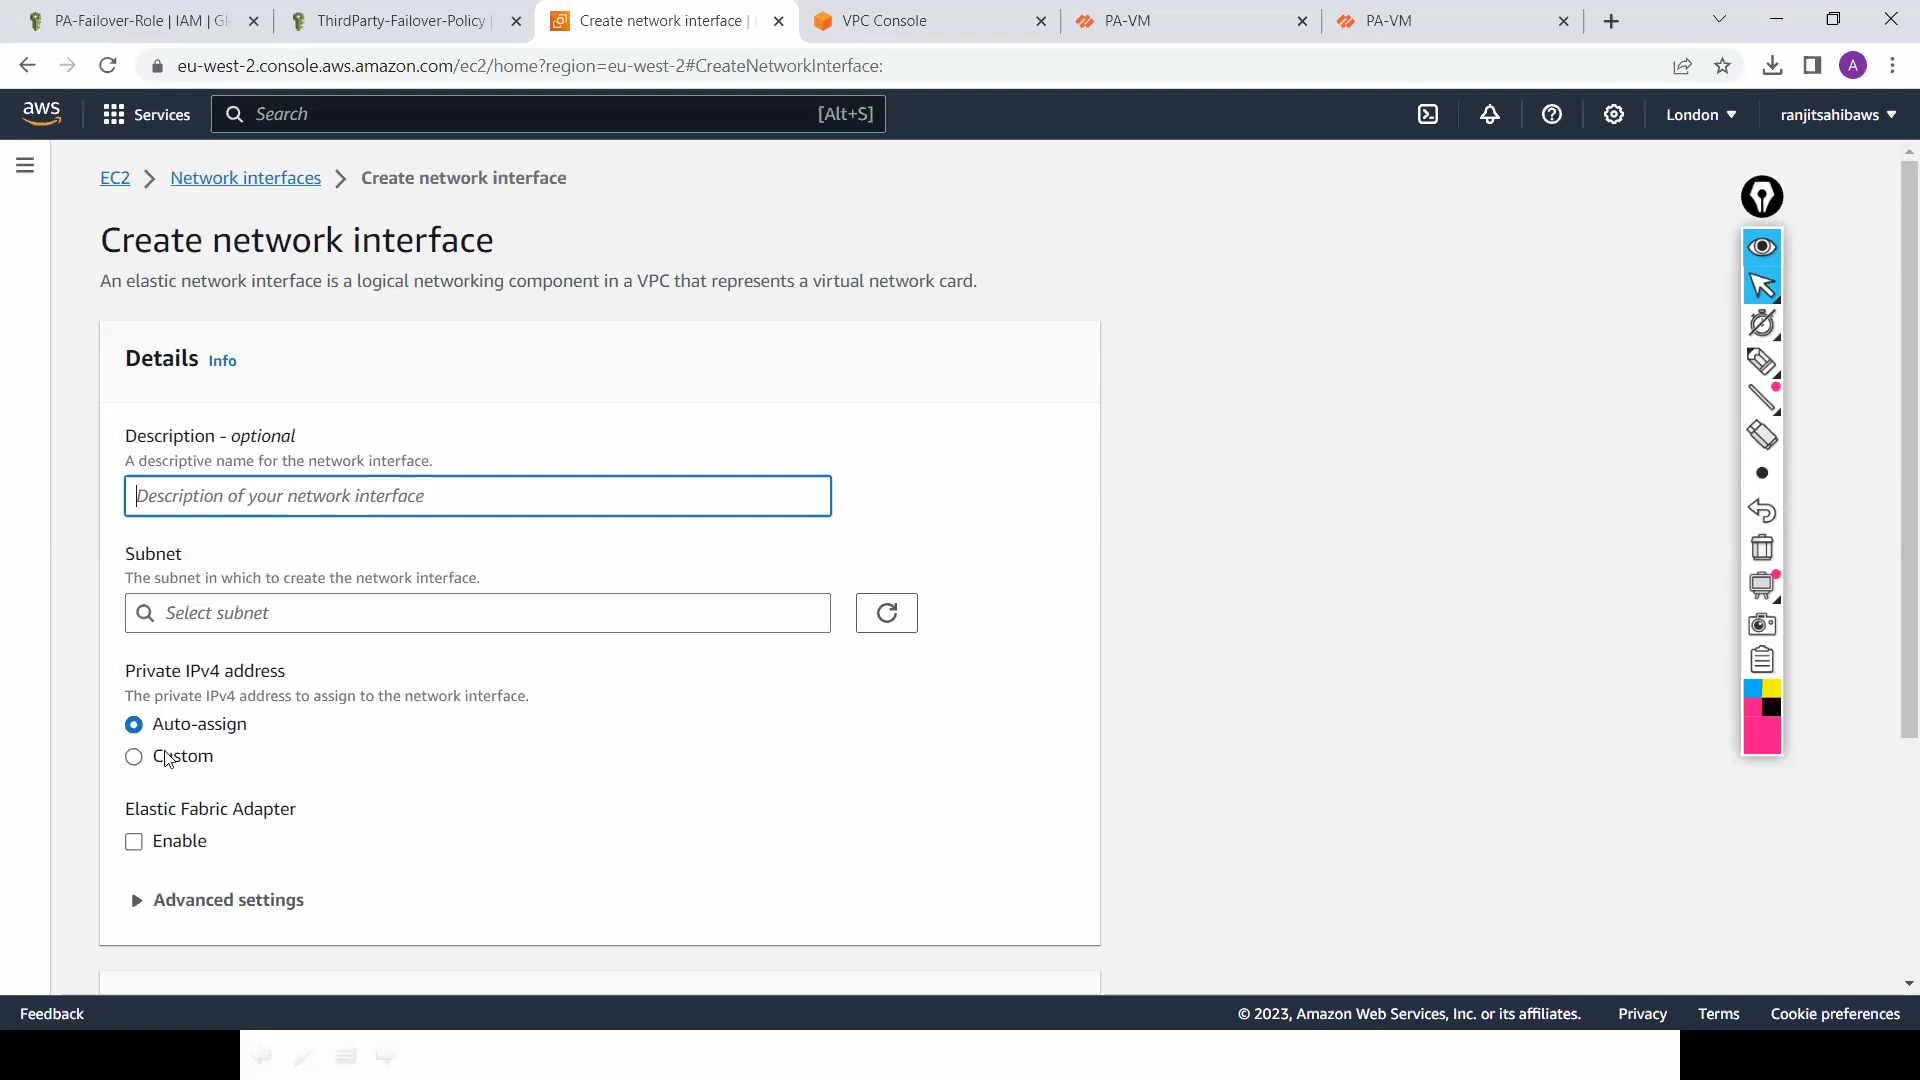 PA-Failover-Role | IAM | Gl
ThirdParty-Failover-Policy |
Create network interface |
VPC Console
PA-VM
PA-VM
eu-west-2.console.aws.amazon.com/ec2/home?region=eu-west-2#CreateNetworkInterface:
A
aws
Services
Search
[Alt+S]
London
ranjitsahibaws
EC2
Network interfaces
Create network interface
Create network interface
An elastic network interface is a logical networking component in a VPC that represents a virtual network card.
Details Info
Description - optional
A descriptive name for the network interface.
Description of your network interface
Subnet
The subnet in which to create the network interface.
Select subnet
Private IPv4 address
The private IPv4 address to assign to the network interface.
Auto-assign
Custom
Elastic Fabric Adapter
Enable
Advanced settings
Feedback
© 2023, Amazon Web Services, Inc. or its affiliates.
Privacy
Terms
Cookie preferences